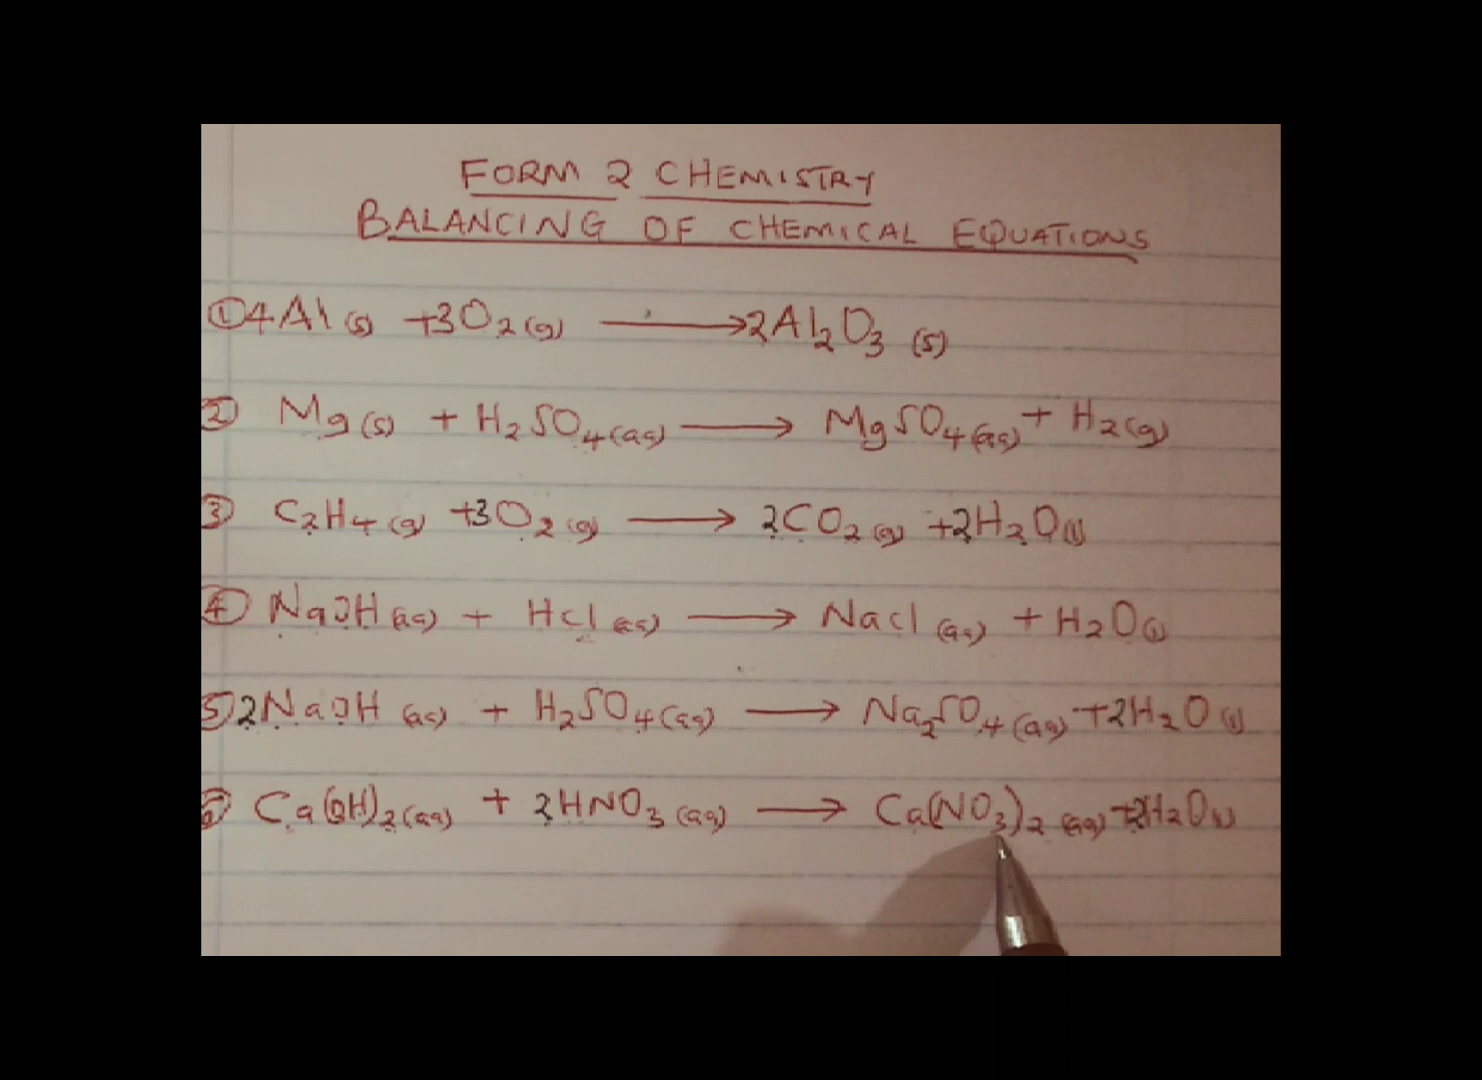 FORM 2 CHEMISTRY
BALANCING OF CHEMICAL EQUATIONS
① 4Al(s) + 3O₂(g) ⟶ 2Al₂O₃(s)
② Mg(s) + H₂SO₄(aq) ⟶ MgSO₄(aq) + H₂(g)
③ C₂H₄(g) + 3O₂(g) ⟶ 2CO₂(g) + 2H₂O(l)
④ NaOH(aq) + HCl(aq) ⟶ Nacl(aq) + H₂O(l)
⑤ 2NaOH(aq) + H₂SO₄(aq) ⟶ Na₂SO₄(aq) + 2H₂O(l)
⑥ Ca(OH)₂(aq) + 2HNO₃(aq) ⟶ Ca(NO₃)₂(aq) + 2H₂O(l)